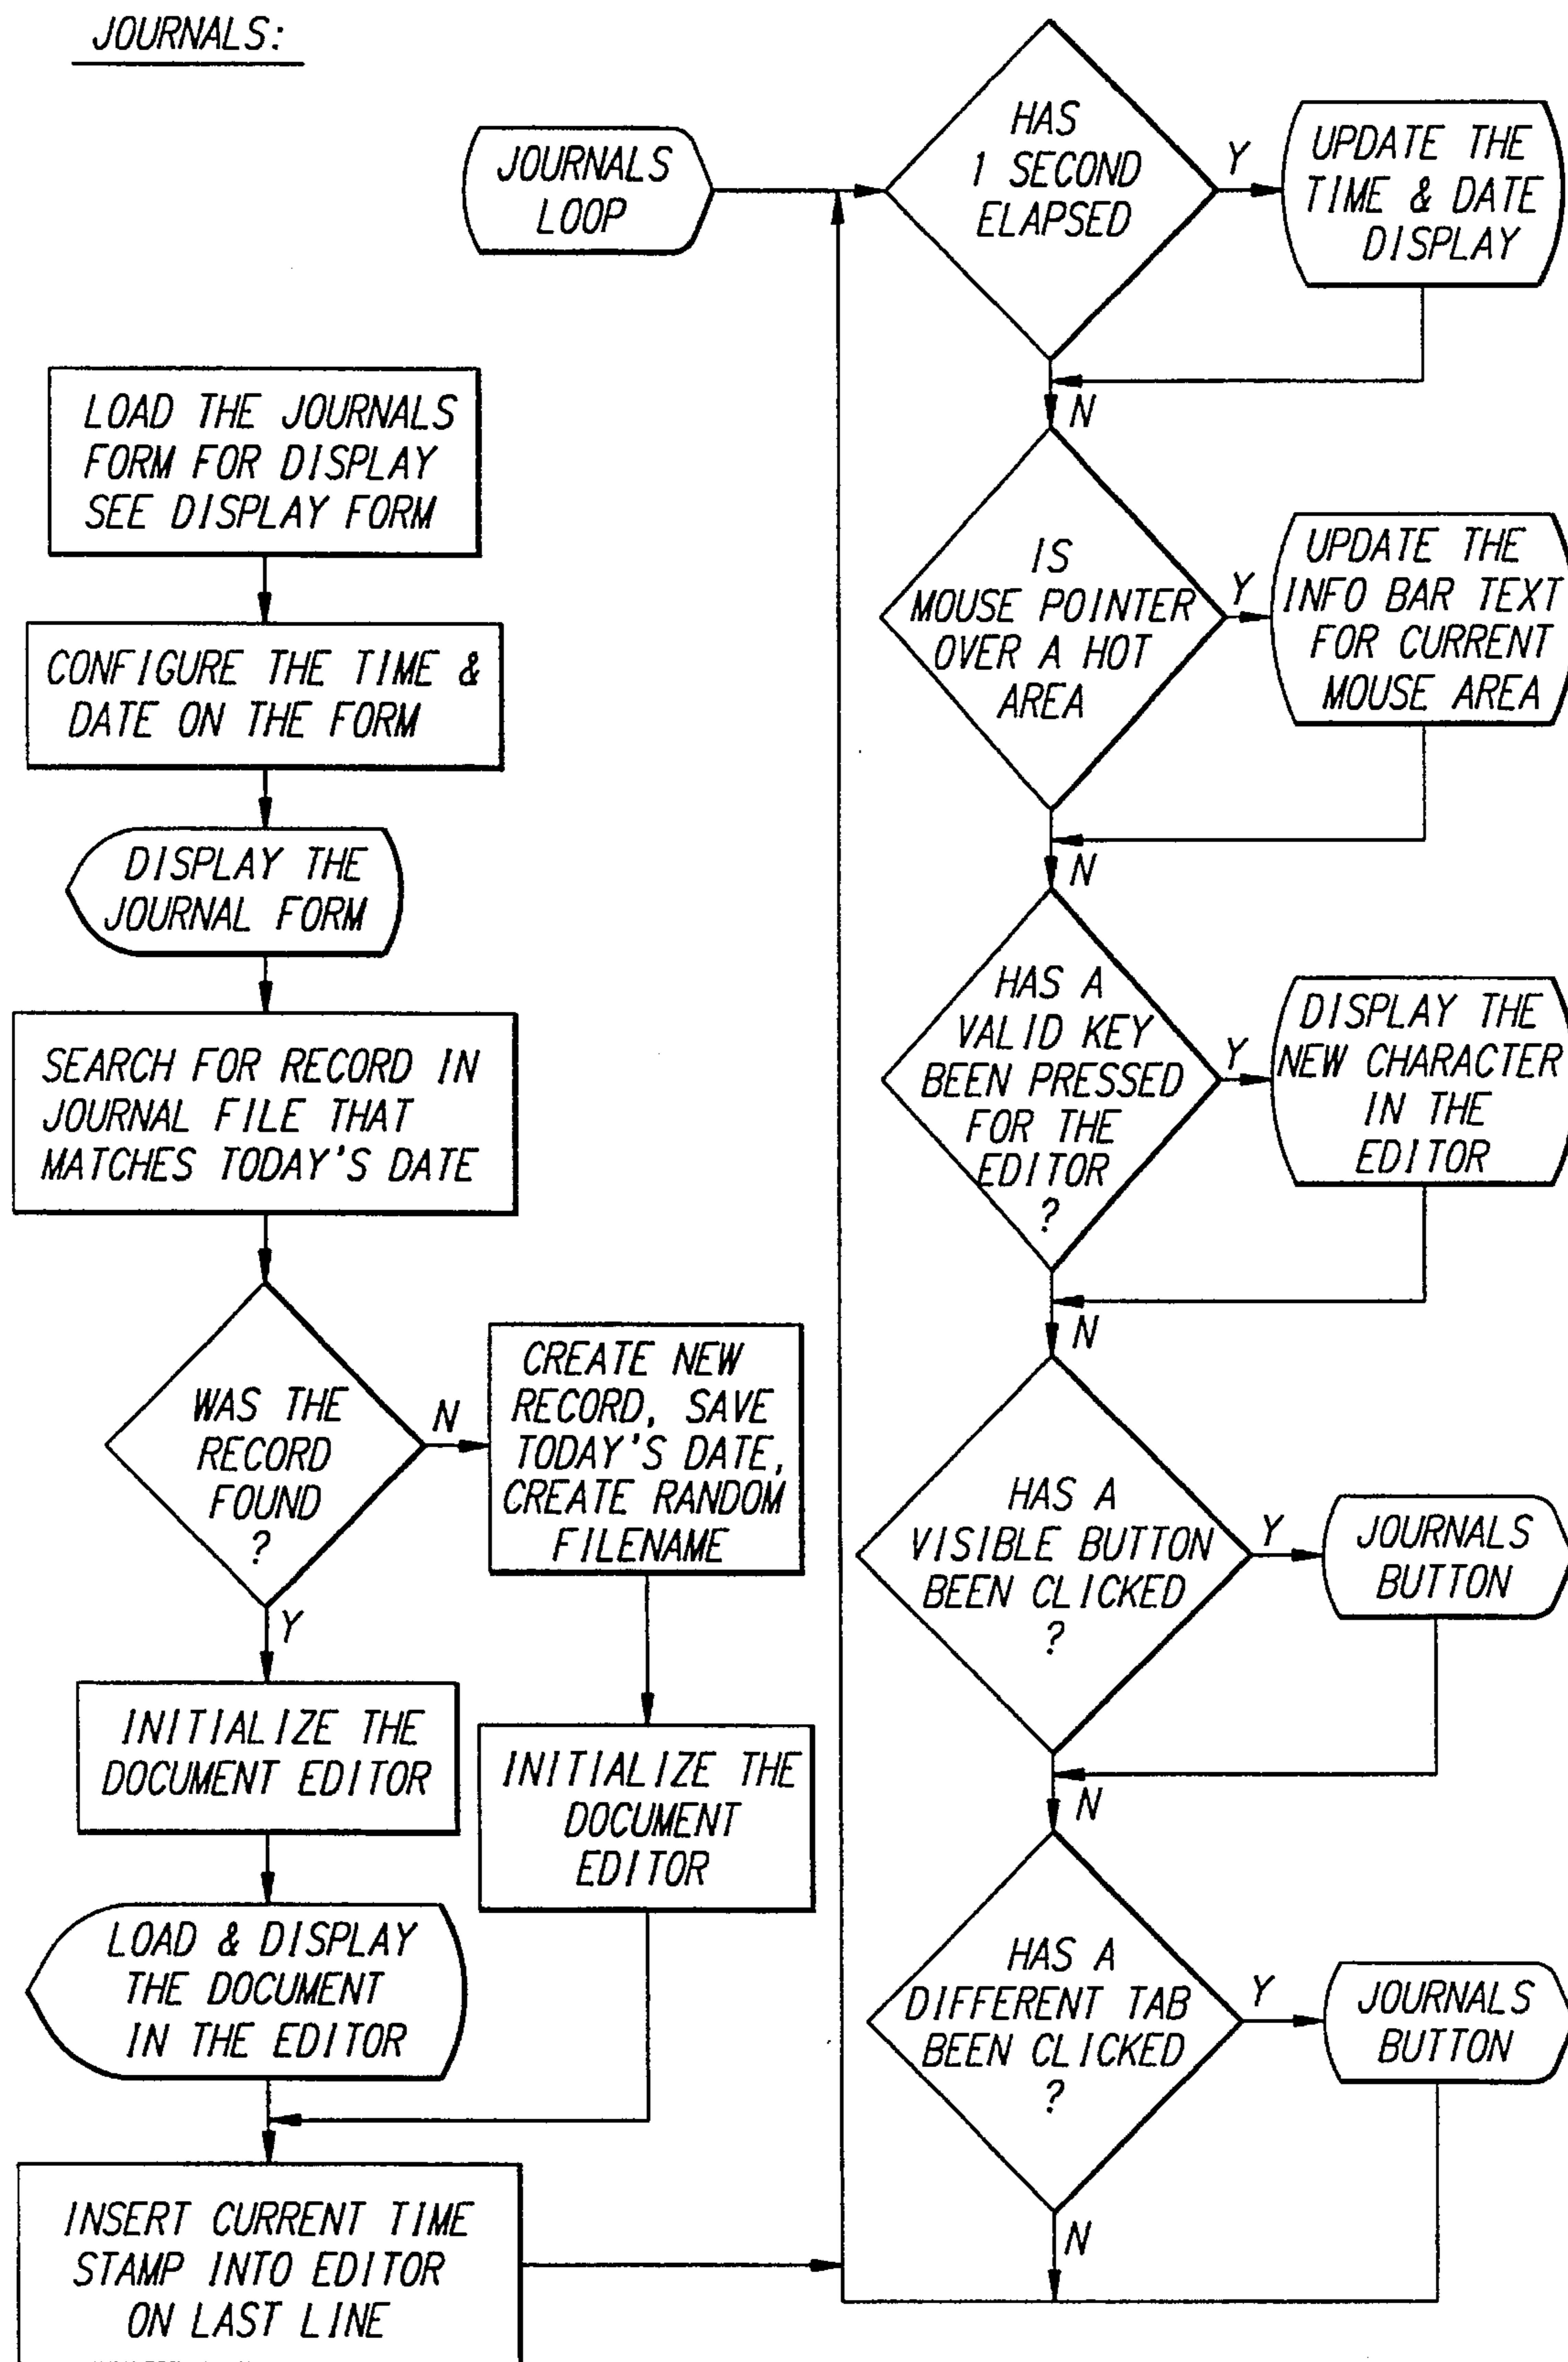 JOURNALS:
LOAD THE JOURNALS
FORM FOR DISPLAY
SEE DISPLAY FORM
CONFIGURE THE TIME &
DATE ON THE FORM
DISPLAY THE
JOURNAL FORM
SEARCH FOR RECORD IN
JOURNAL FILE THAT
MATCHES TODAY'S DATE
WAS THE
RECORD
FOUND
?
N
CREATE NEW
RECORD, SAVE
TODAY'S DATE,
CREATE RANDOM
FILENAME
Y
INITIALIZE THE
DOCUMENT EDITOR
INITIALIZE THE
DOCUMENT
EDITOR
LOAD & DISPLAY
THE DOCUMENT
IN THE EDITOR
INSERT CURRENT TIME
STAMP INTO EDITOR
ON LAST LINE
JOURNALS
LOOP
HAS
1 SECOND
ELAPSED
Y
UPDATE THE
TIME & DATE
DISPLAY
N
IS
MOUSE POINTER
OVER A HOT
AREA
Y
UPDATE THE
INFO BAR TEXT
FOR CURRENT
MOUSE AREA
N
HAS A
VALID KEY
BEEN PRESSED
FOR THE
EDITOR
?
Y
DISPLAY THE
NEW CHARACTER
IN THE
EDITOR
N
HAS A
VISIBLE BUTTON
BEEN CLICKED
?
Y
JOURNALS
BUTTON
N
HAS A
DIFFERENT TAB
BEEN CLICKED
?
Y
JOURNALS
BUTTON
N